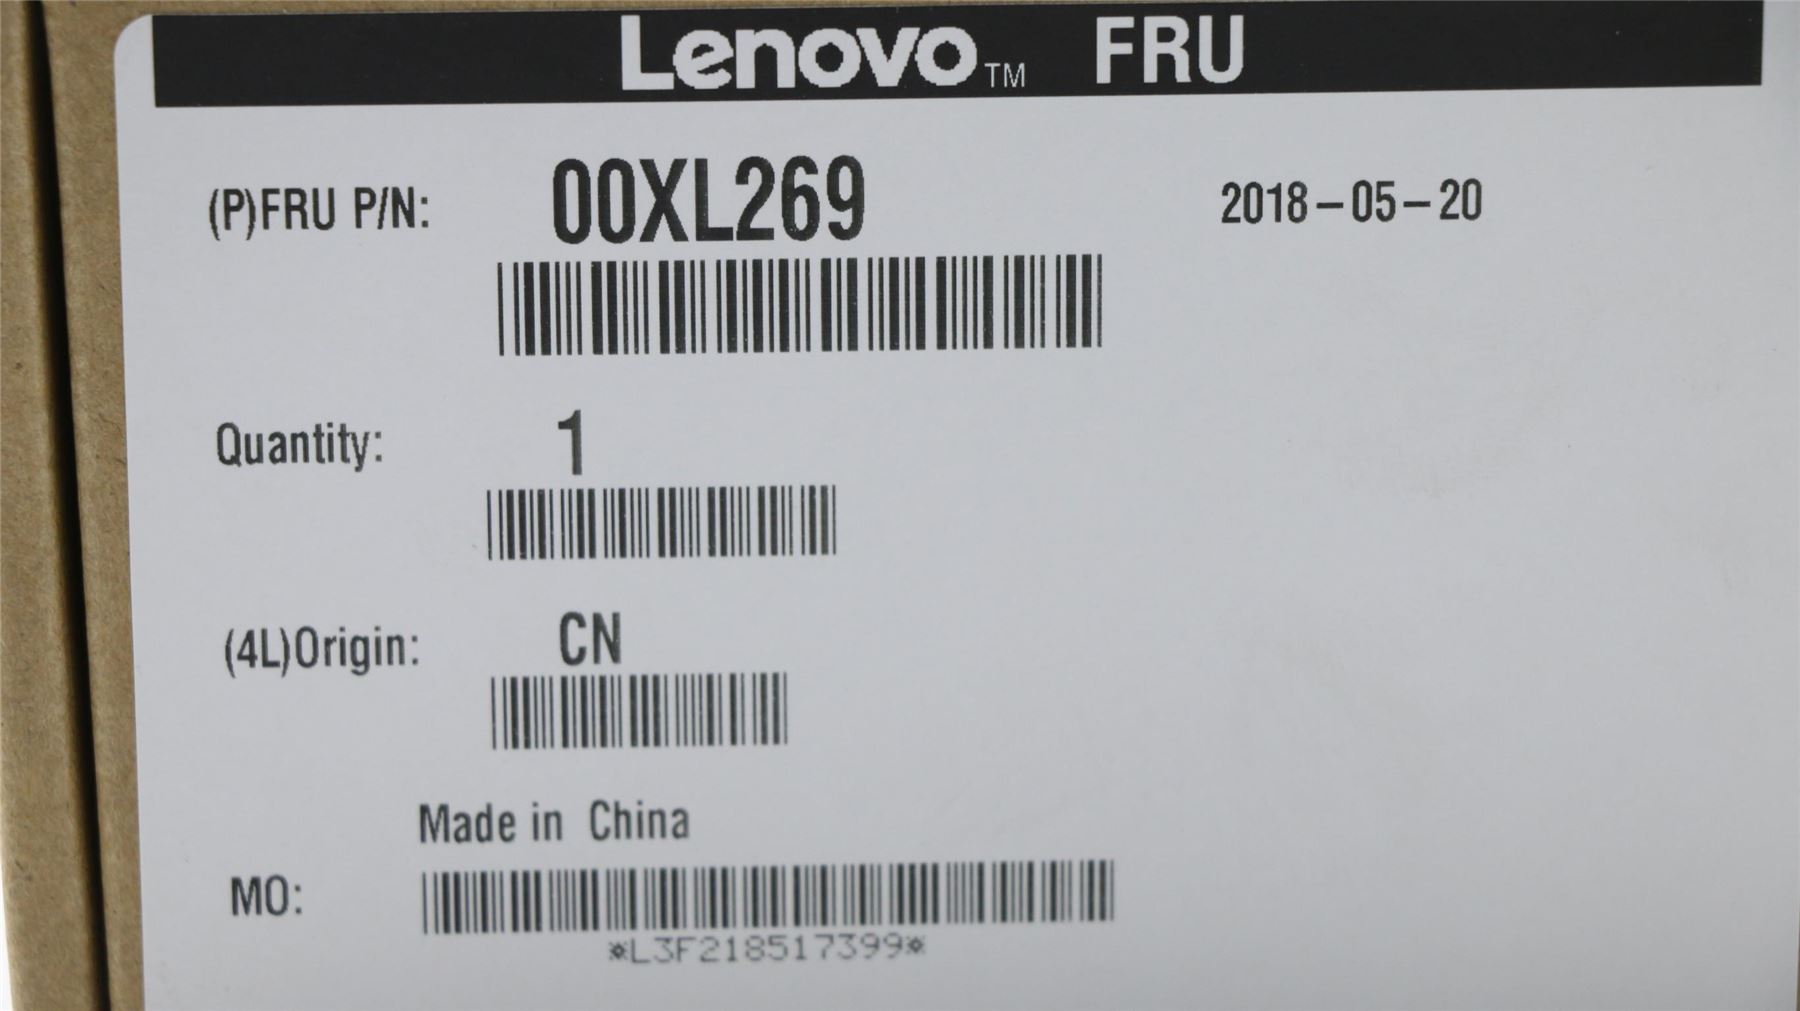 Lenovo™ FRU
(P)FRU P/N: 00XL269 2018-05-20
Quantity: 1
(4L)Origin: CN
Made in China
MO:
*L3F218517399*